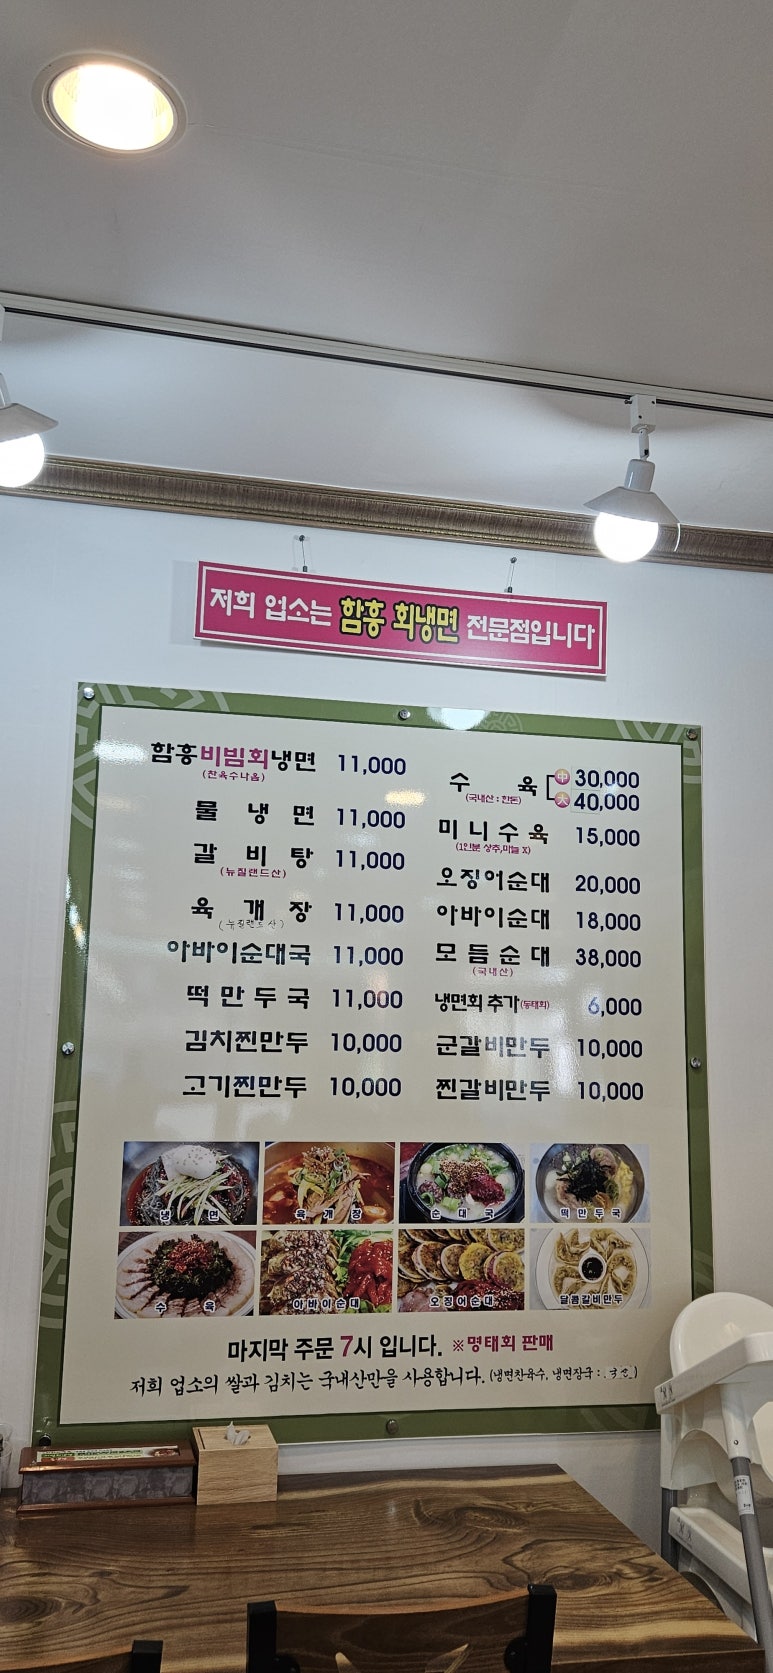 저희 업소는 함흥 회냉면 전문점입니다
함흥비빔회냉면 11,000
(찬육수나옴)
물 냉 면 11,000
갈 비 탕 11,000
(뉴질랜드산)
육 개 장 11,000
(뉴질랜드산)
아바이순대국 11,000
떡만두국 11,000
김치찐만두 10,000
고기찐만두 10,000
수 육 中 30,000
(국내산 : 한돈) 大 40,000
미니수육 15,000
(1인분 상추,마늘 X)
오징어순대 20,000
아바이순대 18,000
모듬순대 38,000
(국내산)
냉면회 추가(동태회) 6,000
군갈비만두 10,000
찐갈비만두 10,000
냉 면
육 개 장
순 대 국
떡 만 두 국
수 육
아바이순대
오징어순대
달콤갈비만두
마지막 주문 7시 입니다. ※명태회 판매
저희 업소의 쌀과 김치는 국내산만을 사용합니다. (냉면찬육수, 냉면장국 :